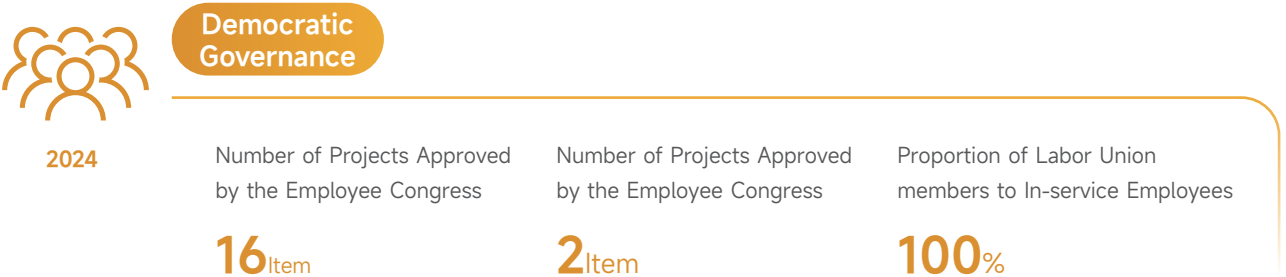 Democratic
Governance
2024
Number of Projects Approved
by the Employee Congress
16Item
Number of Projects Approved
by the Employee Congress
2Item
Proportion of Labor Union
members to In-service Employees
100%